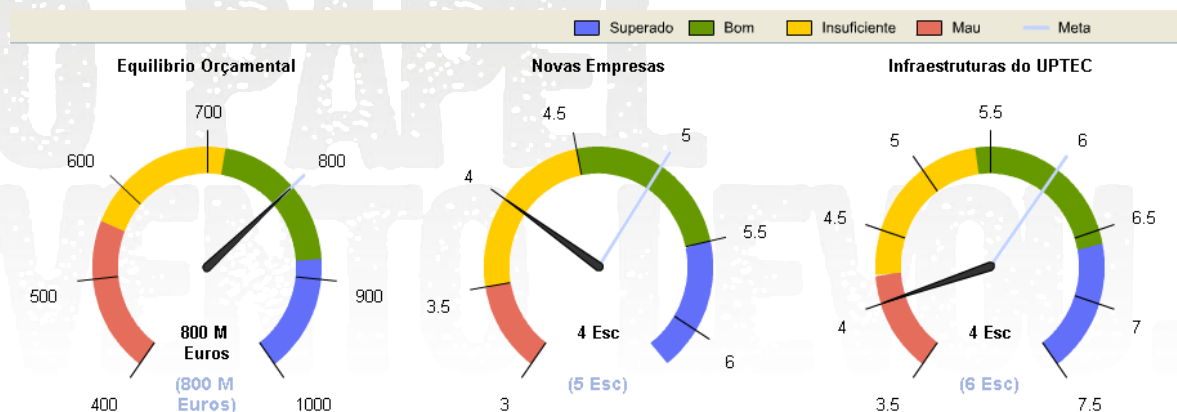 Superado Bom Insuficiente Mau Meta
Equilibrio Orçamental
400
500
600
700
800
900
1000
800 M
Euros
(800 M
Euros)
Novas Empresas
3
3.5
4
4.5
5
5.5
6
4 Esc
(5 Esc)
Infraestruturas do UPTEC
3.5
4
4.5
5
5.5
6
6.5
7
7.5
4 Esc
(6 Esc)
O PAPEL